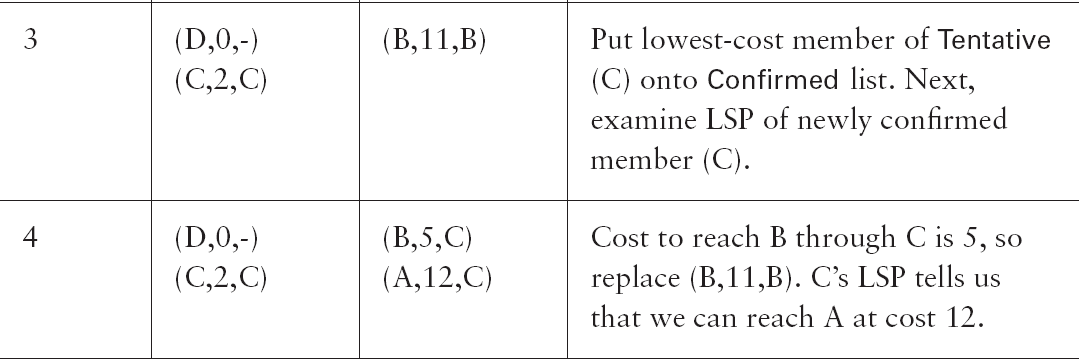 3 (D,0,-) (B,11,B) Put lowest-cost member of Tentative
(C,2,C) (C) onto Confirmed list. Next,
examine LSP of newly confirmed
member (C).
4 (D,0,-) (B,5,C) Cost to reach B through C is 5, so
(C,2,C) (A,12,C) replace (B,11,B). C’s LSP tells us
that we can reach A at cost 12.